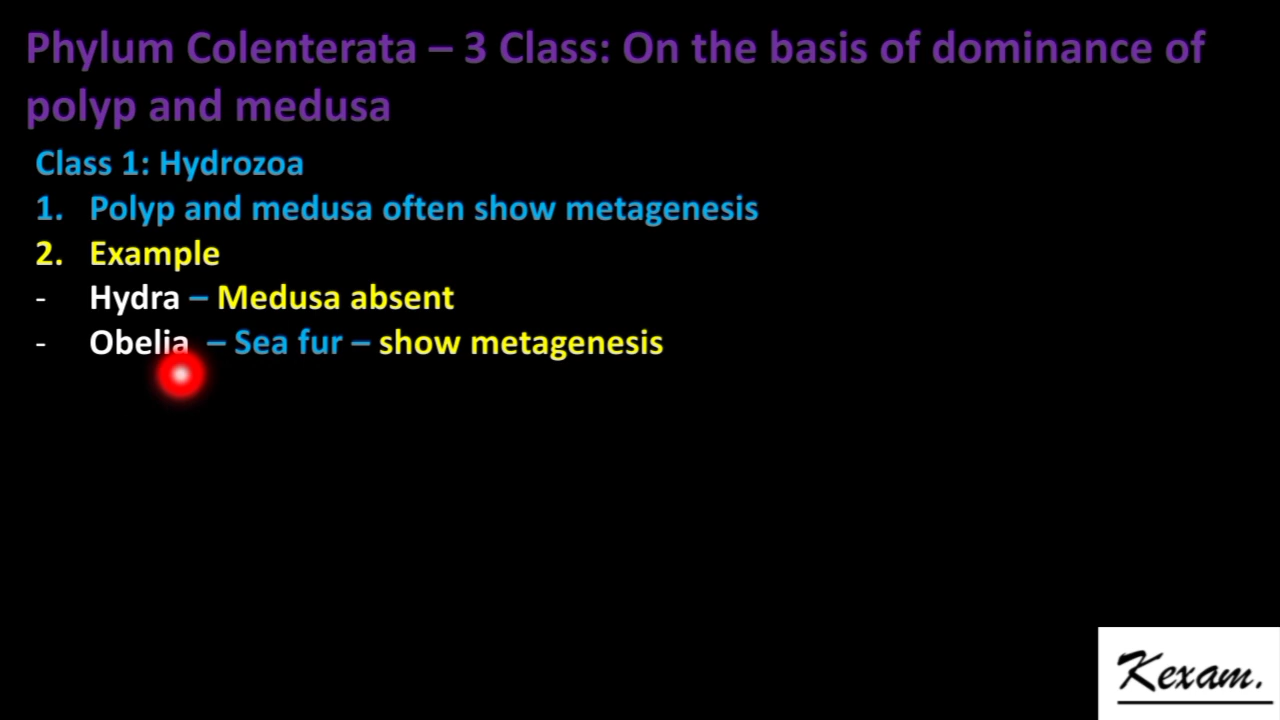 Phylum Colenterata – 3 Class: On the basis of dominance of
polyp and medusa
Class 1: Hydrozoa
1. Polyp and medusa often show metagenesis
2. Example
- Hydra – Medusa absent
- Obelia – Sea fur – show metagenesis
Kexam.